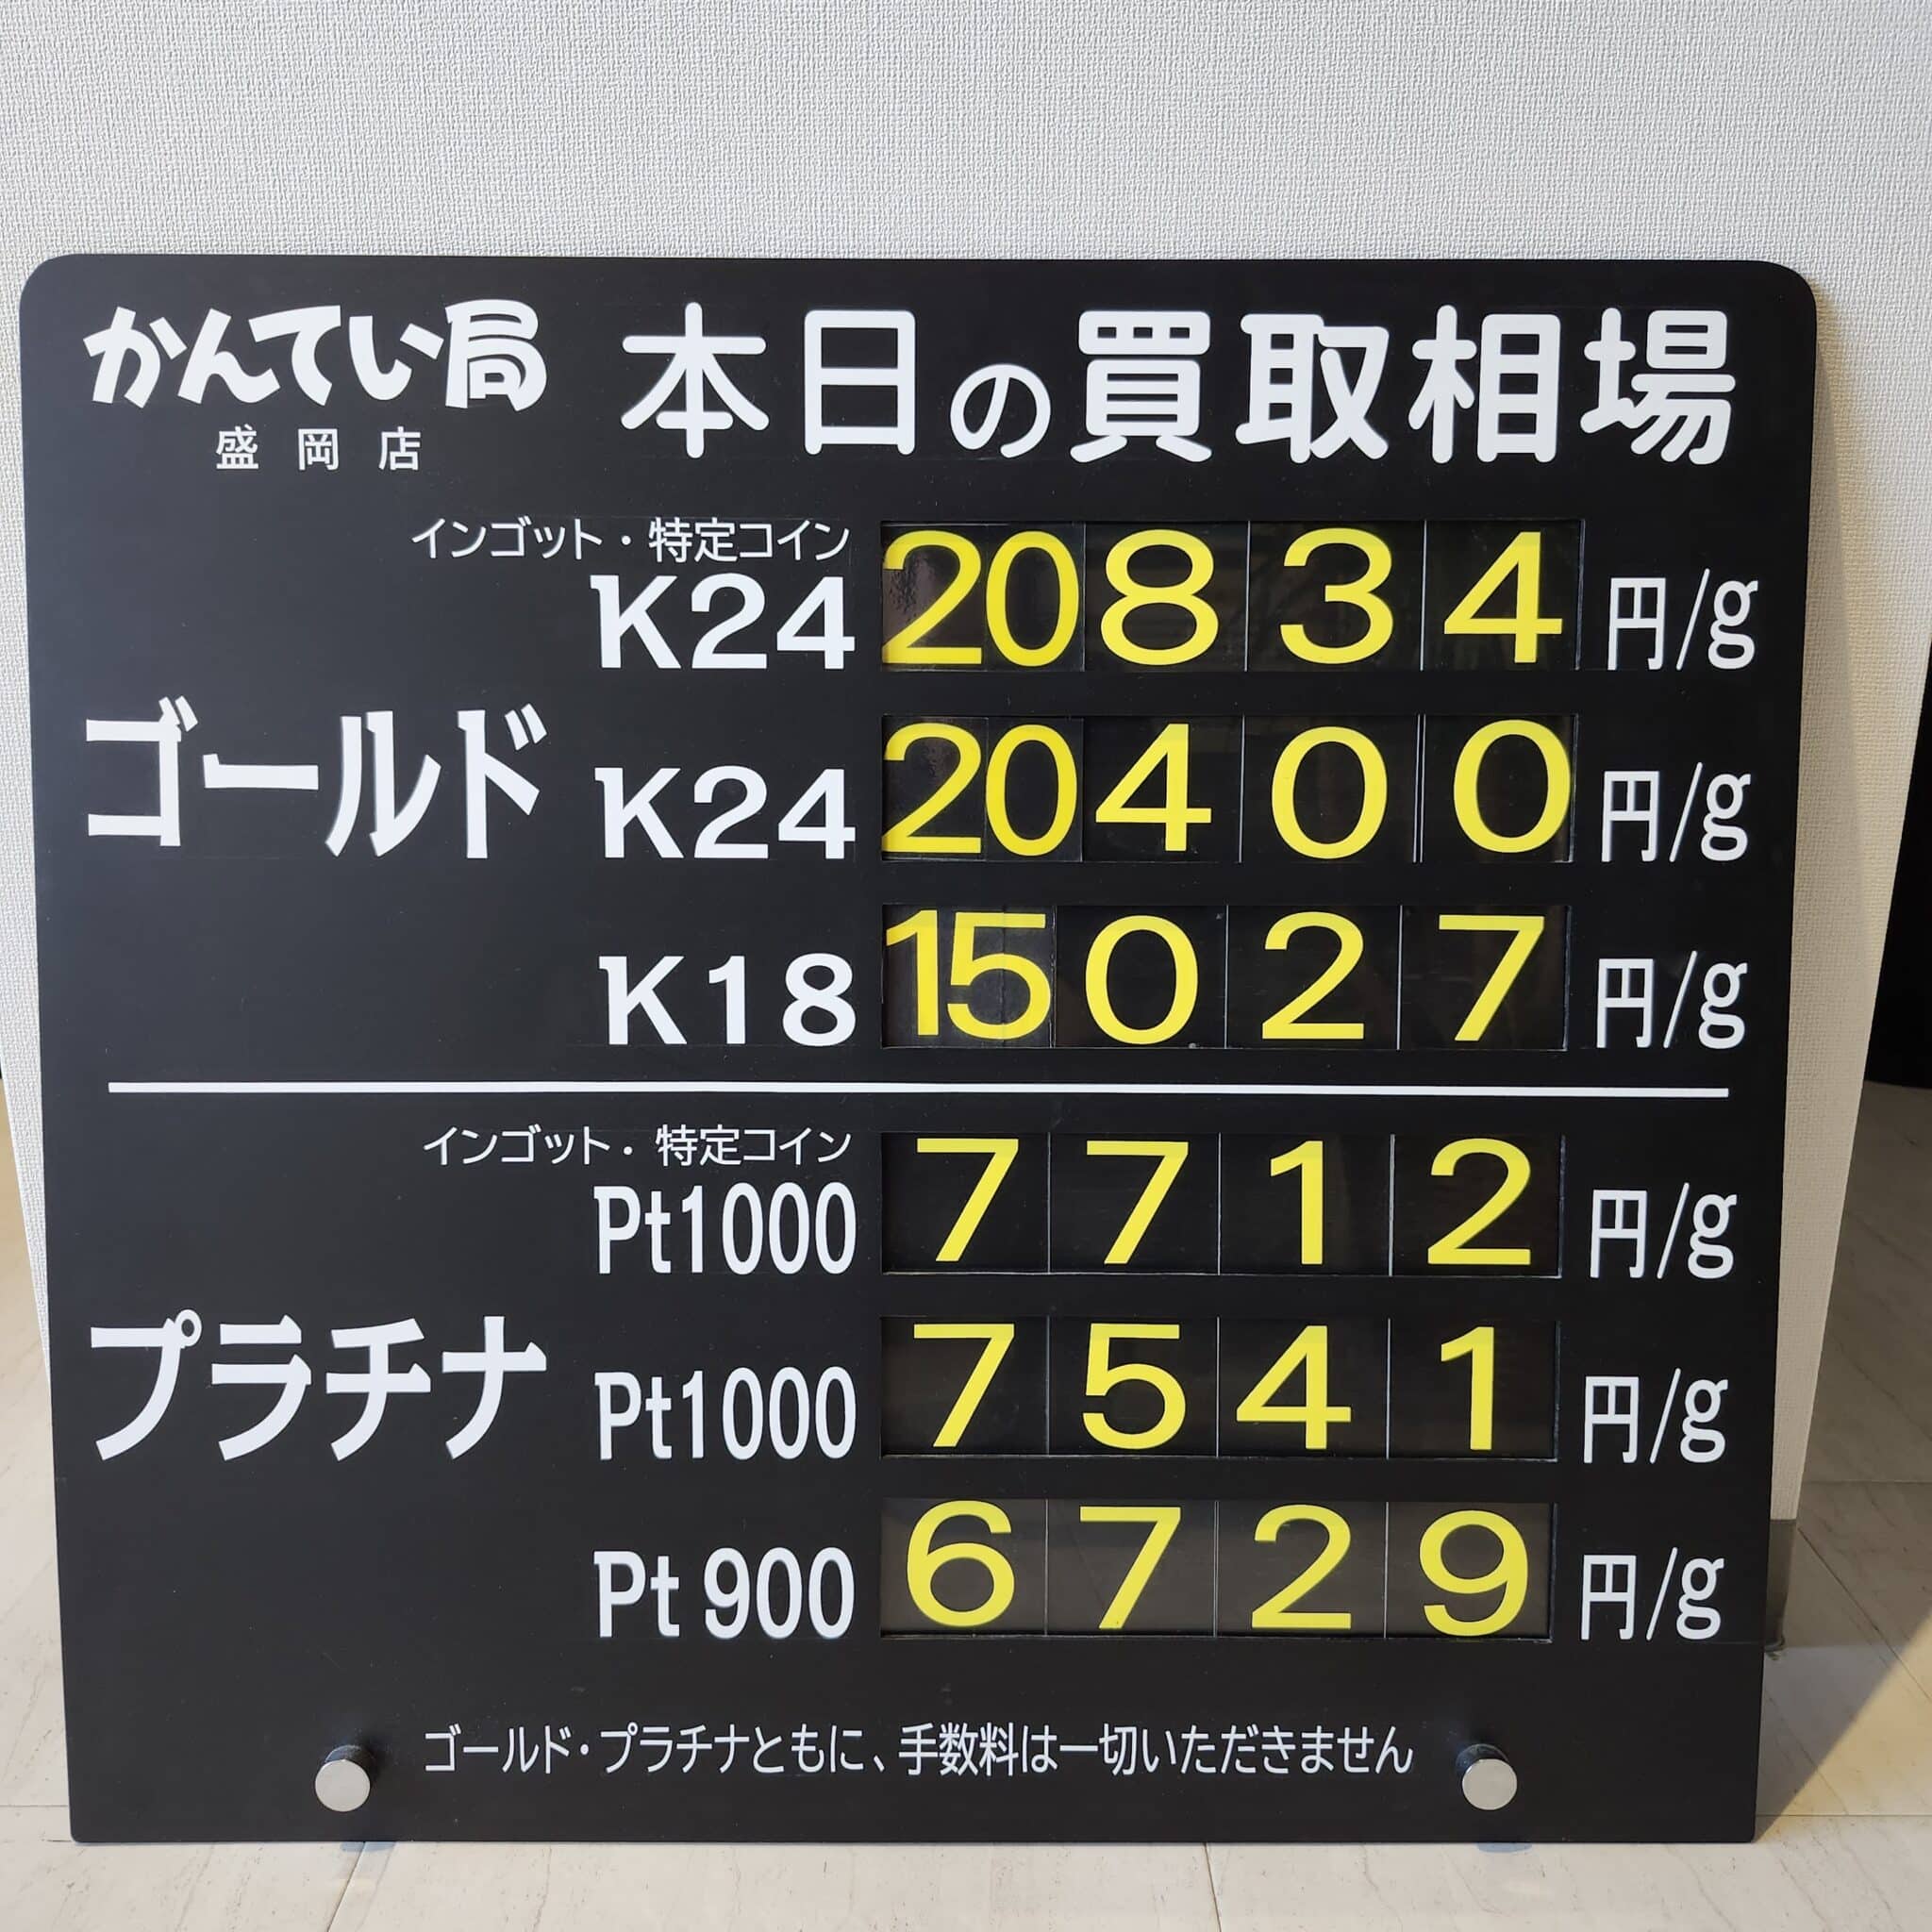 かんてい局 本日の買取相場
盛岡店
インゴット・特定コイン
K24 20834 円/g
ゴールド K24 20400 円/g
K18 15027 円/g
インゴット・特定コイン
Pt1000 7712 円/g
プラチナ Pt1000 7541 円/g
Pt900 6729 円/g
ゴールド・プラチナともに、手数料は一切いただきません